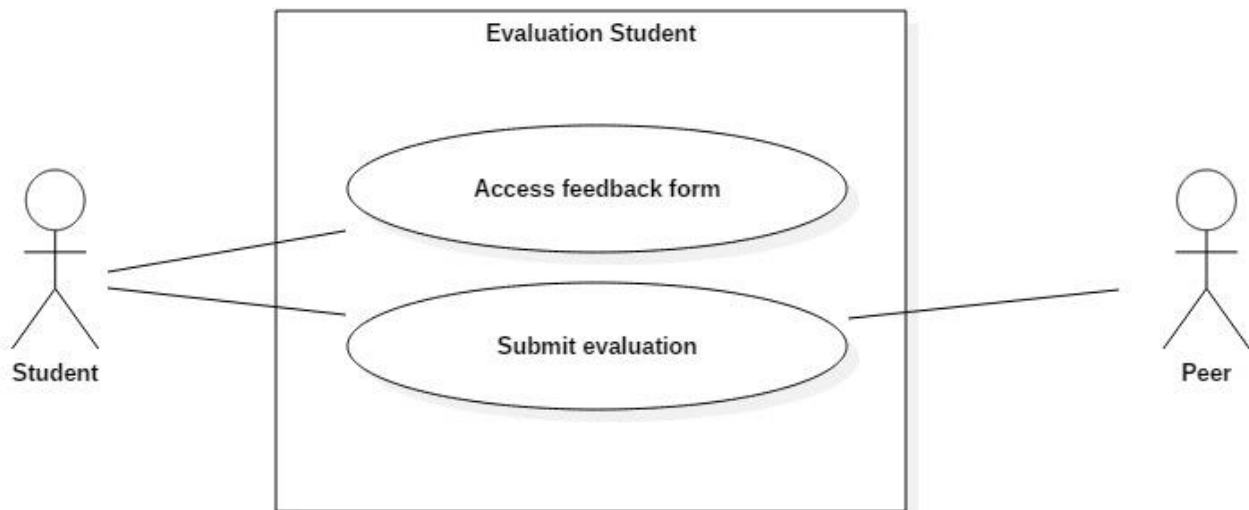 Evaluation Student
Access feedback form
Submit evaluation
Student
Peer